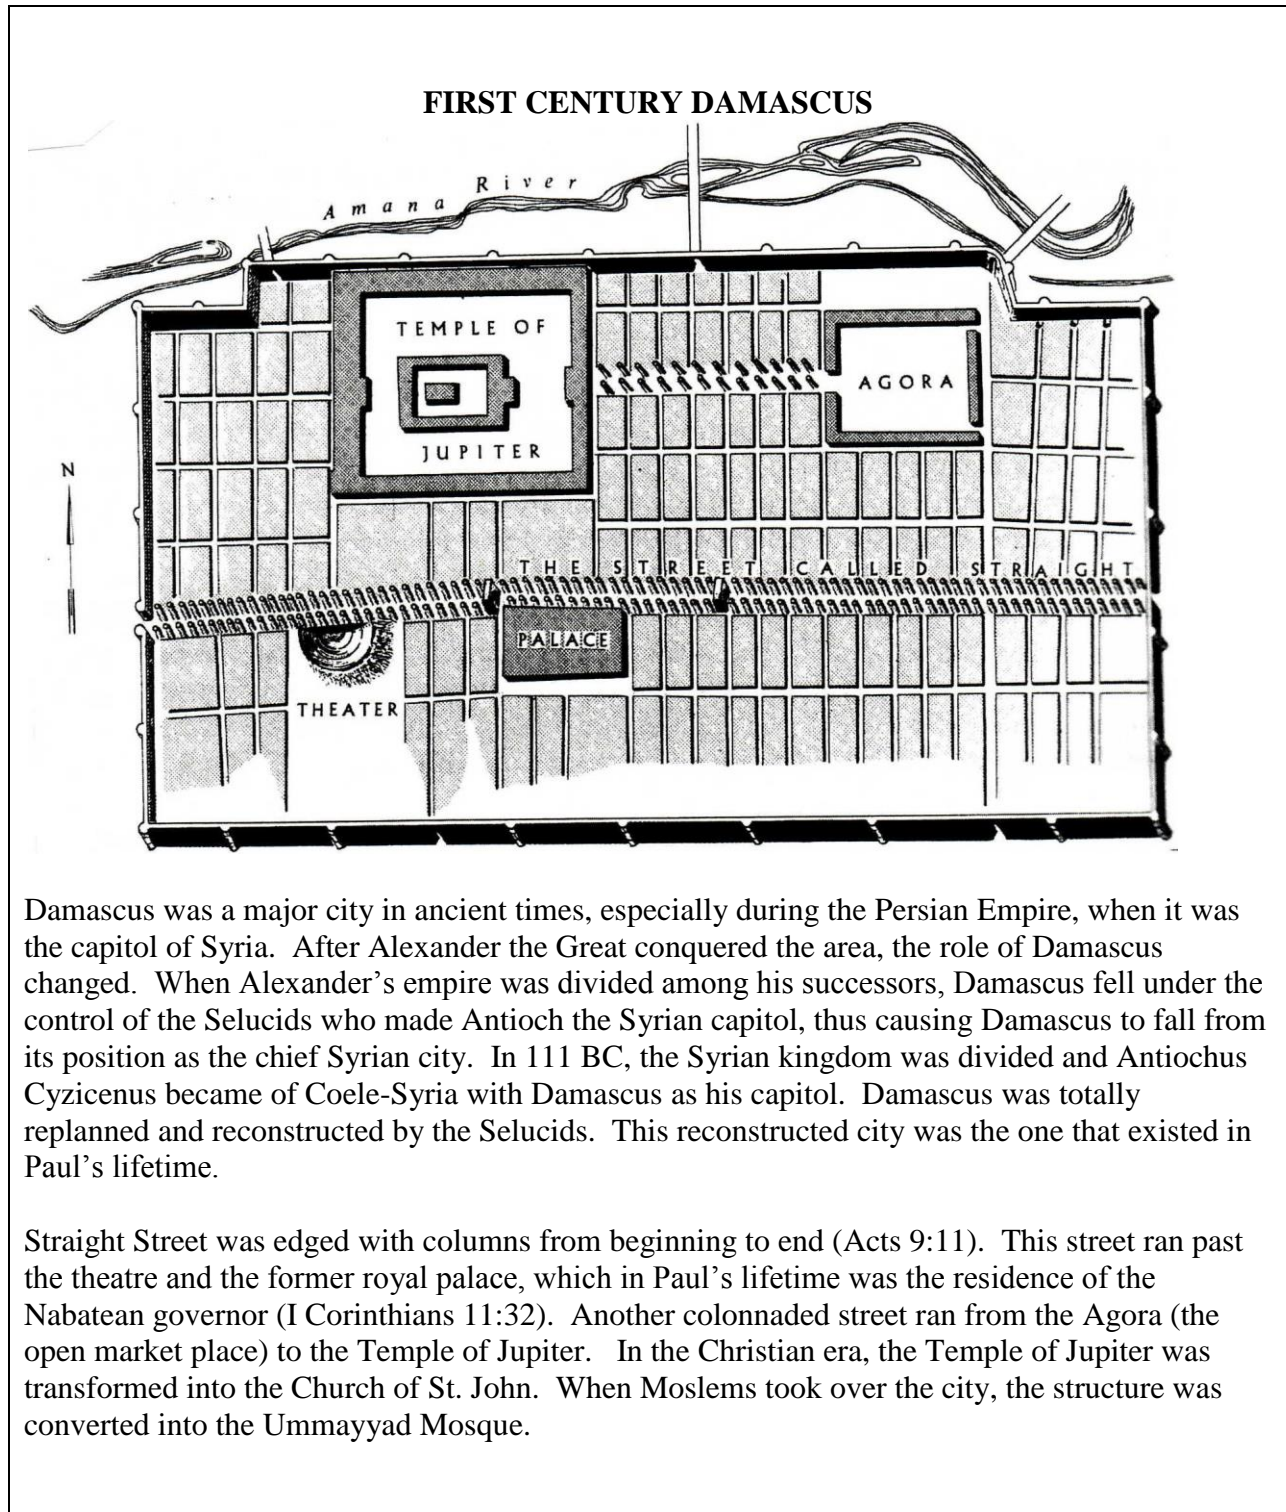 FIRST CENTURY DAMASCUS
Amana River
TEMPLE OF
AGORA
JUPITER
N
THE STREET CALLED STRAIGHT
PALACE
THEATER
Damascus was a major city in ancient times, especially during the Persian Empire, when it was
the capitol of Syria.  After Alexander the Great conquered the area, the role of Damascus
changed.  When Alexander’s empire was divided among his successors, Damascus fell under the
control of the Selucids who made Antioch the Syrian capitol, thus causing Damascus to fall from
its position as the chief Syrian city.  In 111 BC, the Syrian kingdom was divided and Antiochus
Cyzicenus became of Coele-Syria with Damascus as his capitol.  Damascus was totally
replanned and reconstructed by the Selucids.  This reconstructed city was the one that existed in
Paul’s lifetime.
Straight Street was edged with columns from beginning to end (Acts 9:11).  This street ran past
the theatre and the former royal palace, which in Paul’s lifetime was the residence of the
Nabatean governor (I Corinthians 11:32).  Another colonnaded street ran from the Agora (the
open market place) to the Temple of Jupiter.   In the Christian era, the Temple of Jupiter was
transformed into the Church of St. John.  When Moslems took over the city, the structure was
converted into the Ummayyad Mosque.